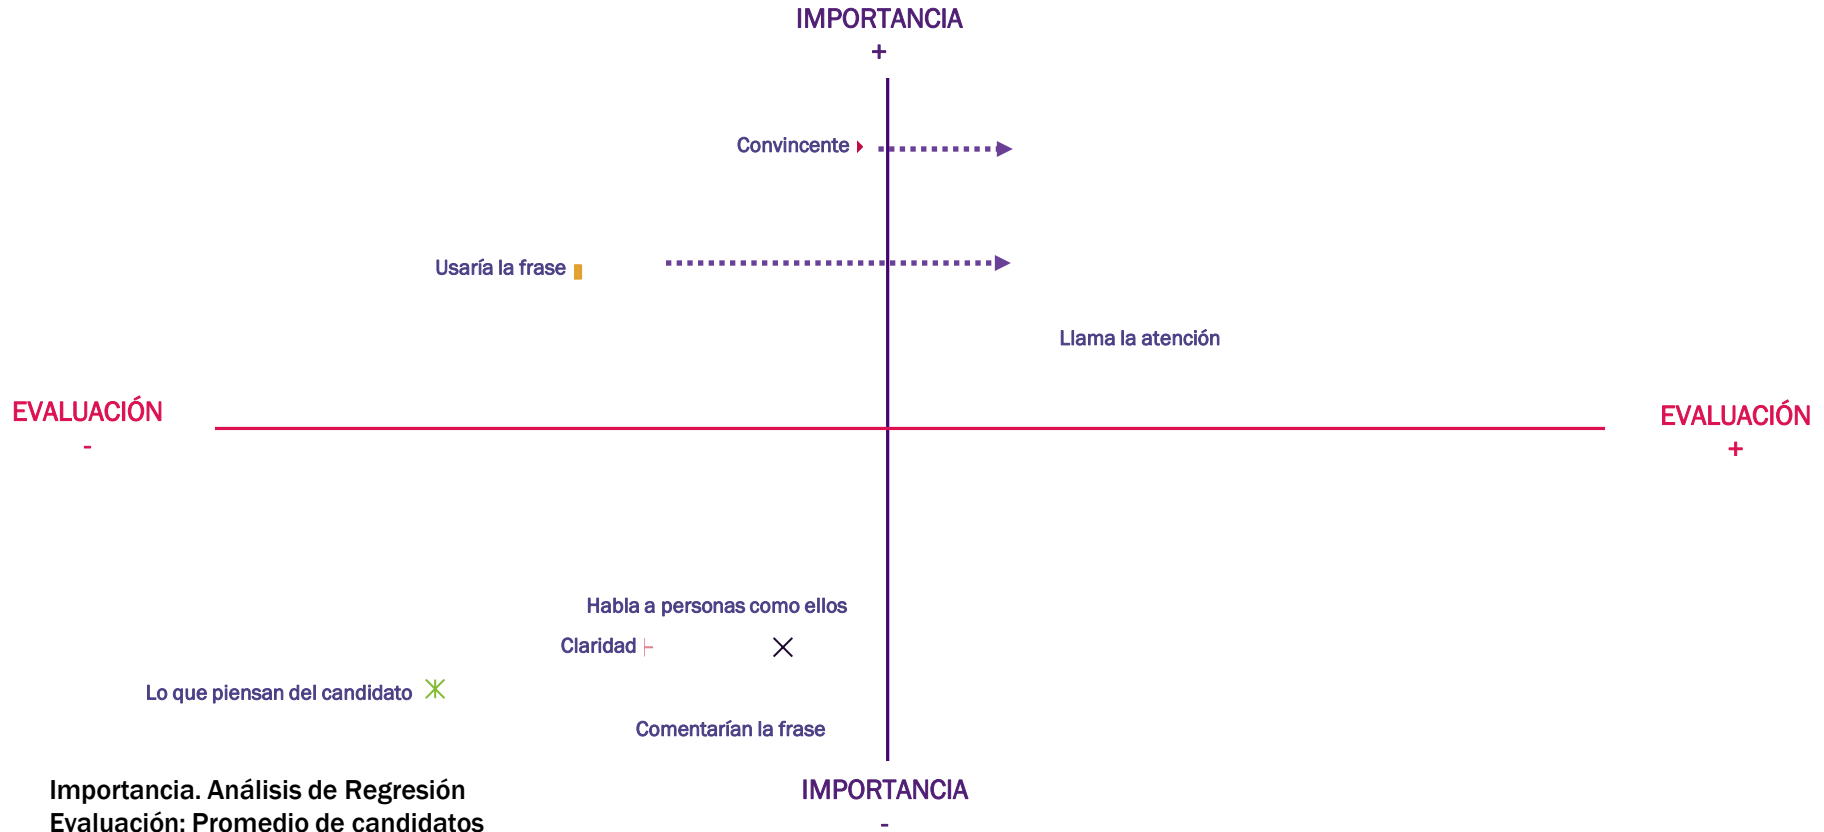 IMPORTANCIA
+
Convincente
Usaría la frase
Llama la atención
EVALUACIÓN
-
EVALUACIÓN
+
Habla a personas como ellos
Claridad
Lo que piensan del candidato
Comentarían la frase
IMPORTANCIA
-
Importancia. Análisis de Regresión
Evaluación: Promedio de candidatos